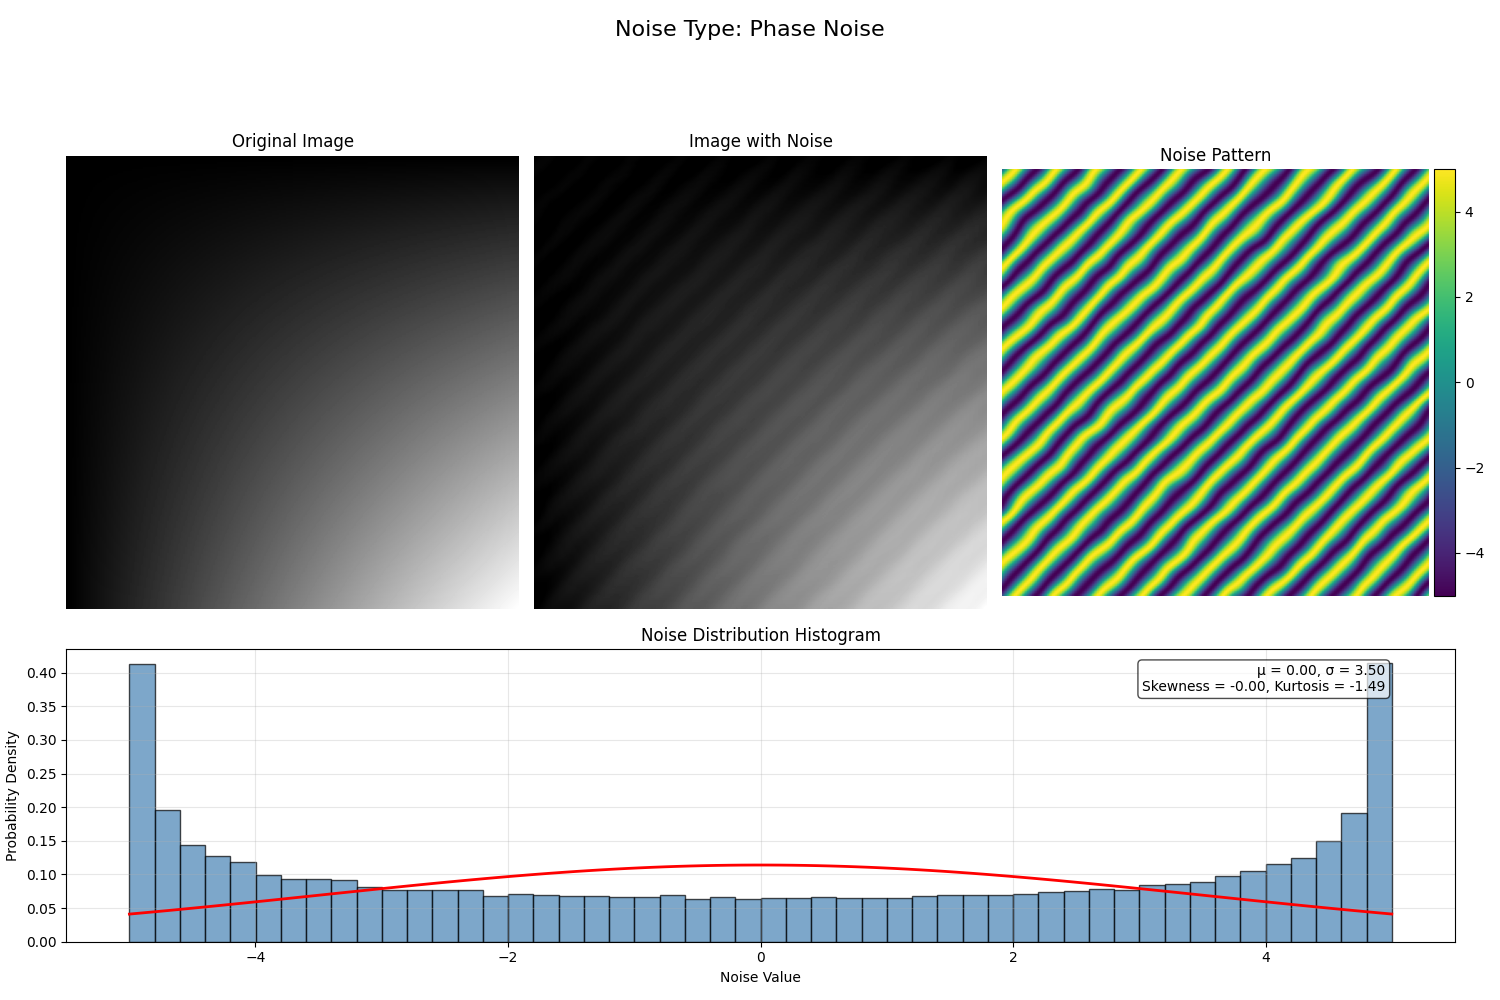 Noise Type: Phase Noise
Original Image
Image with Noise
Noise Pattern
4
2
0
−2
−4
Noise Distribution Histogram
μ = 0.00, σ = 3.50
Skewness = -0.00, Kurtosis = -1.49
Probability Density
0.40
0.35
0.30
0.25
0.20
0.15
0.10
0.05
0.00
−4
−2
0
2
4
Noise Value